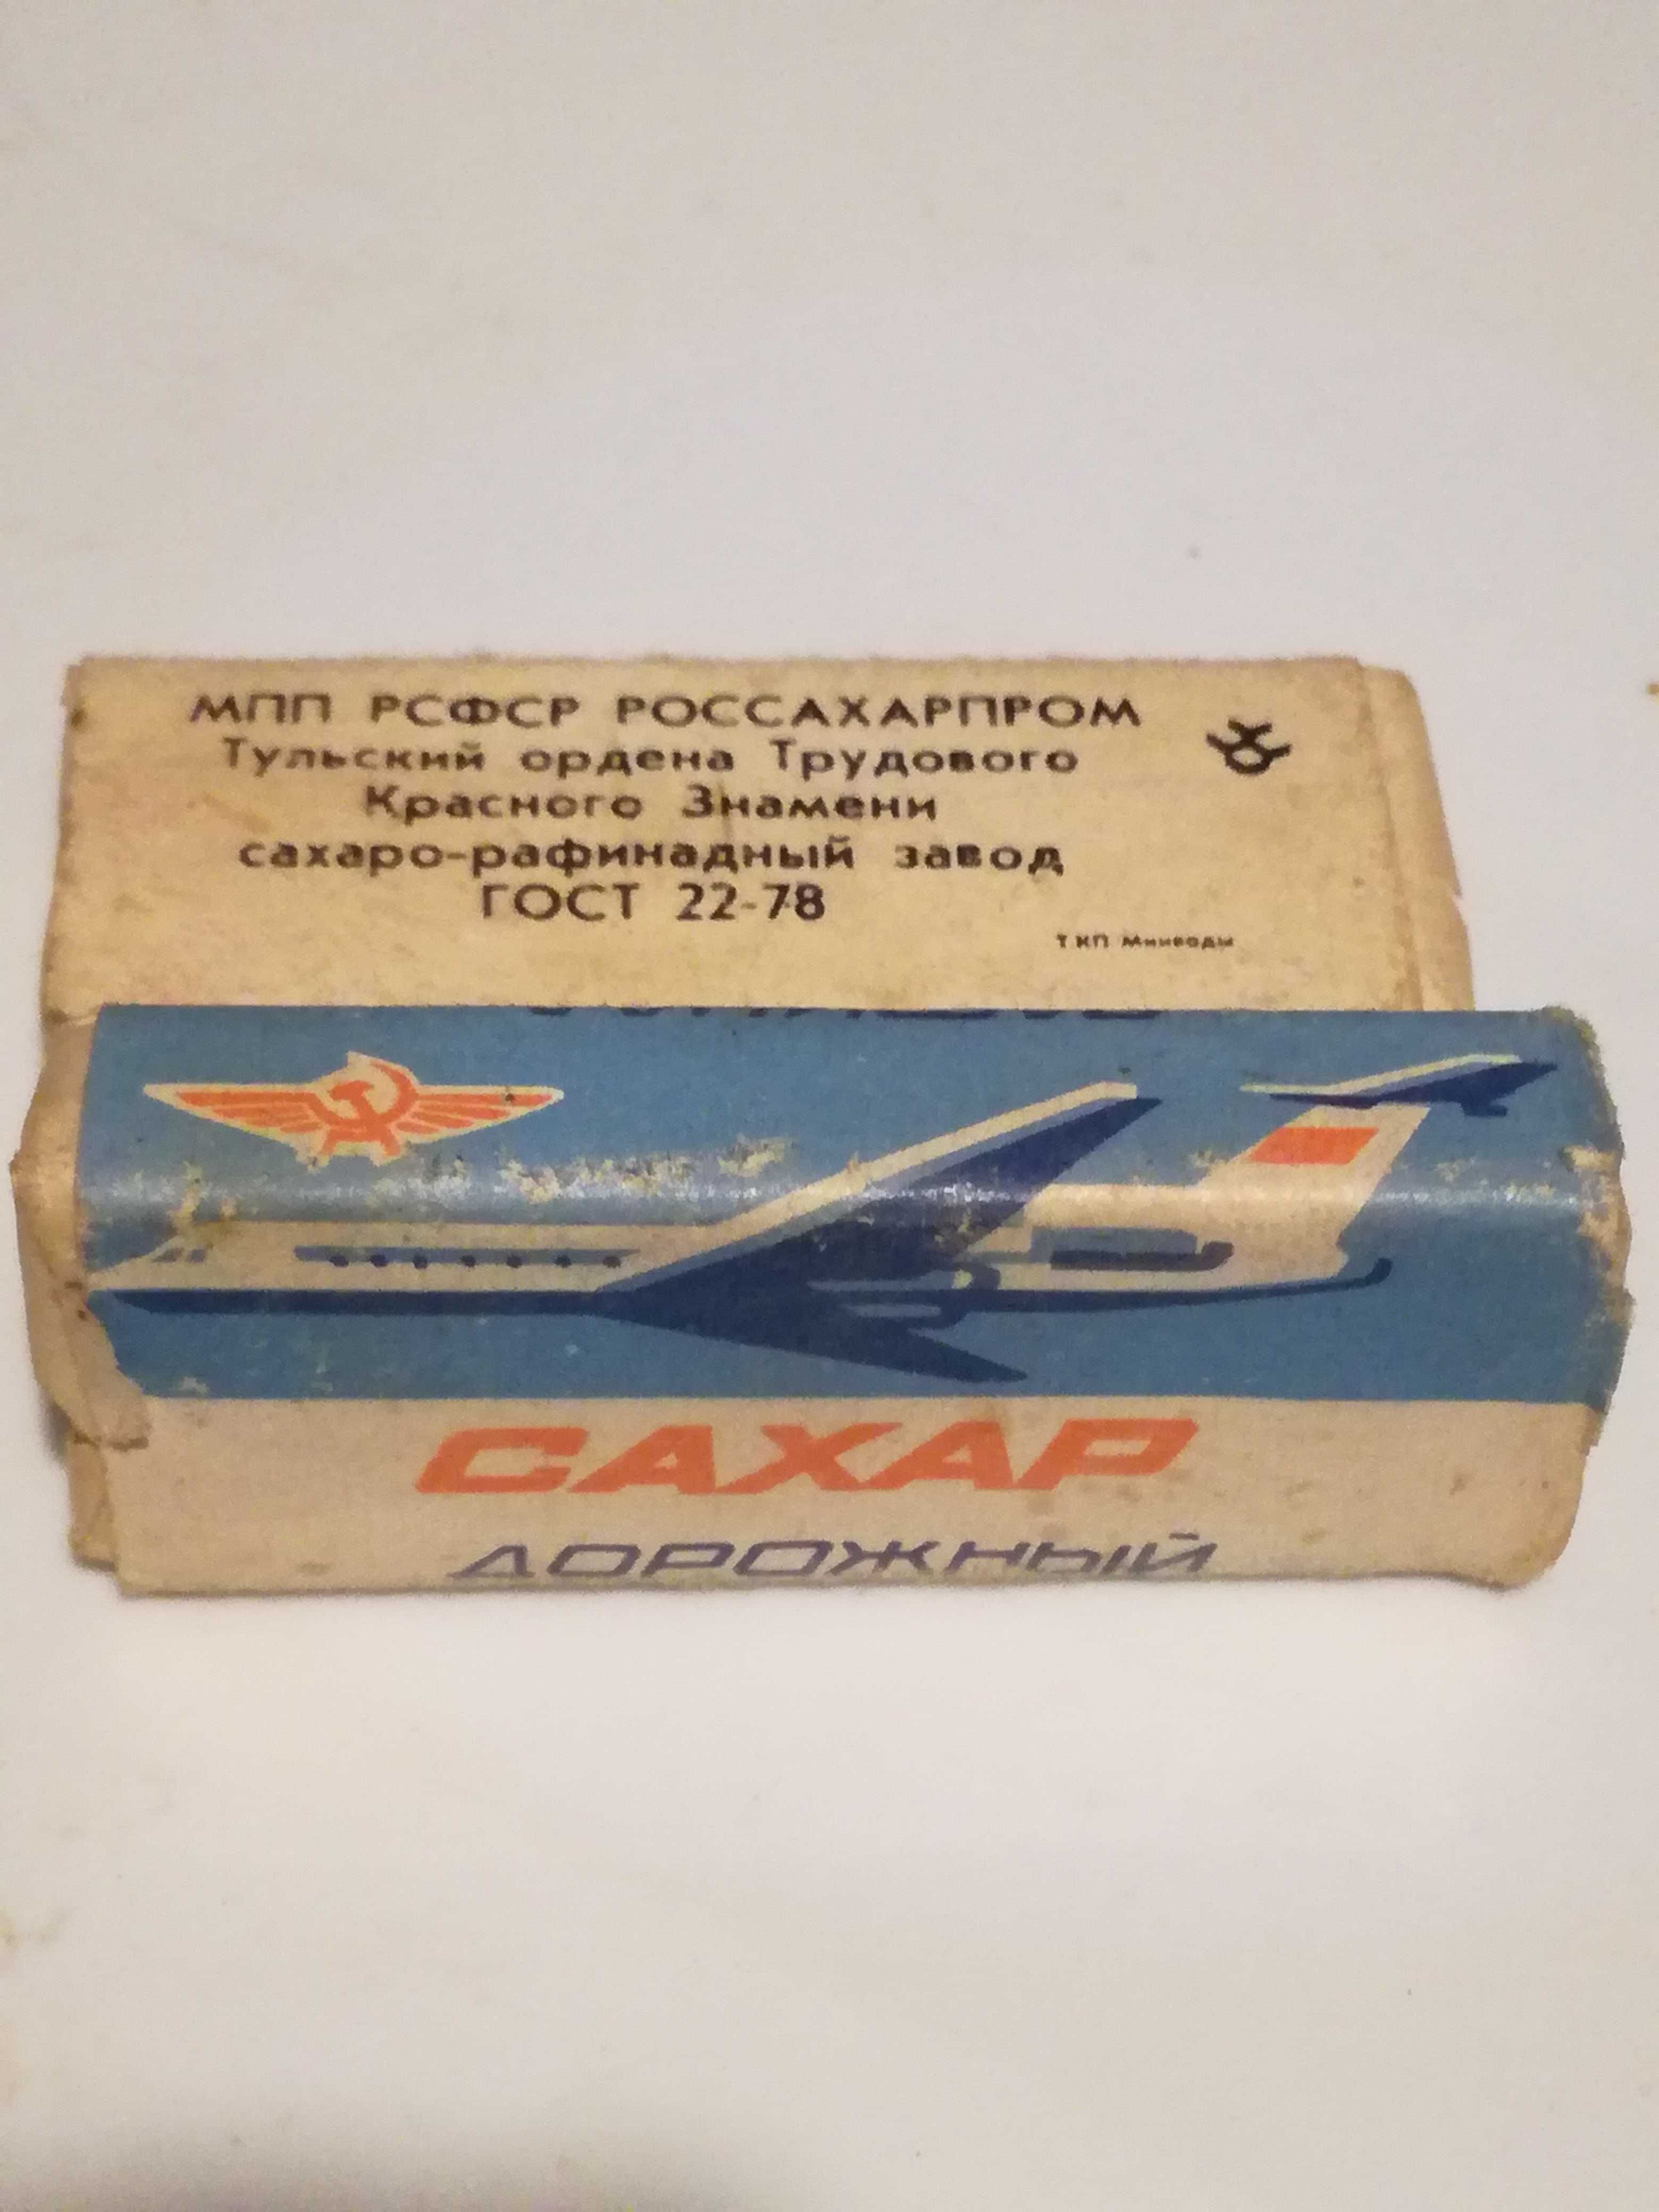 МПП РСФСР РОССАХАРПРОМ
Тульский ордена Трудового
Красного Знамени
сахаро-рафинадный завод
ГОСТ 22-78
ТКП Минводы
САХАР
ДОРОЖНЫЙ